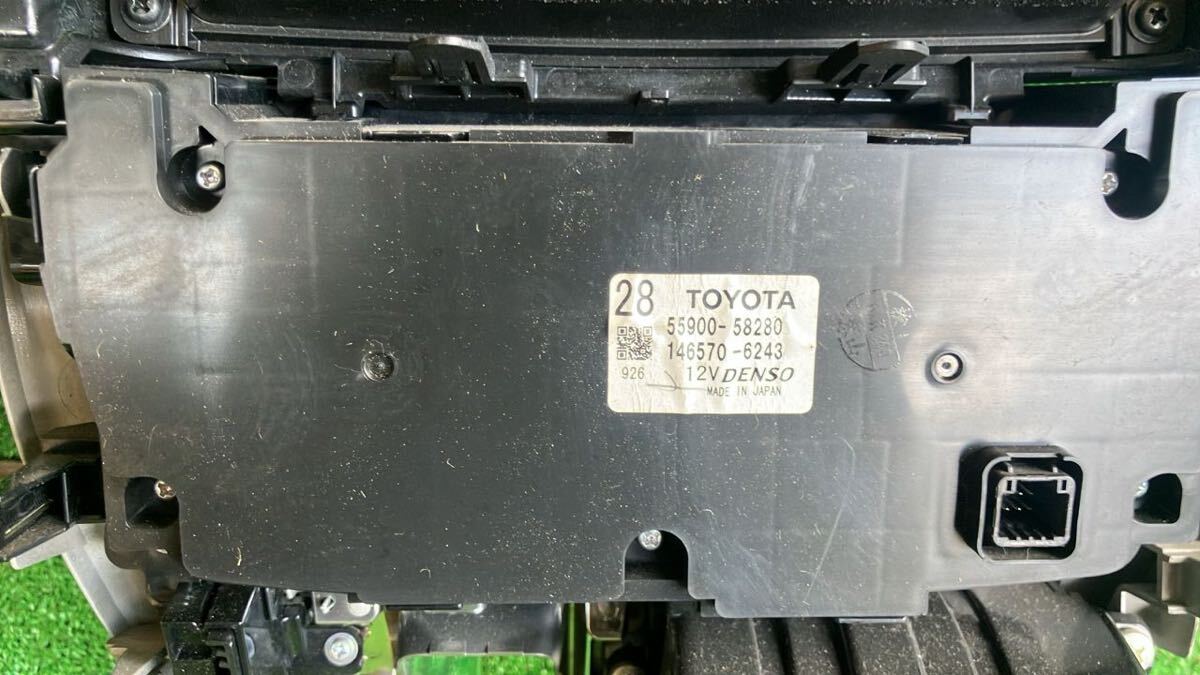 28 TOYOTA
55900-58280
146570-6243
926 12V DENSO
MADE IN JAPAN